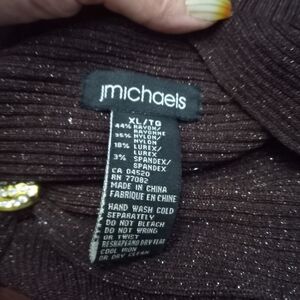 jmichaels
XL/TG
44% RAYON/
RAYONNE
35% NYLON/
NYLON
18% LUREX/
LUREX
3% SPANDEX/
SPANDEX
CA 04520
RN 77082
MADE IN CHINA
FABRIQUE EN CHINE
HAND WASH COLD
SEPARATELY
DO NOT BLEACH
DO NOT WRING
OR TWIST
RESHAPE AND DRY FLAT
COOL IRON
OR DRY CLEAN